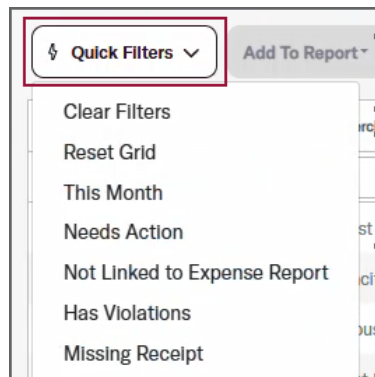 Quick Filters
Add To Report
Clear Filters
Reset Grid
This Month
Needs Action
Not Linked to Expense Report
Has Violations
Missing Receipt